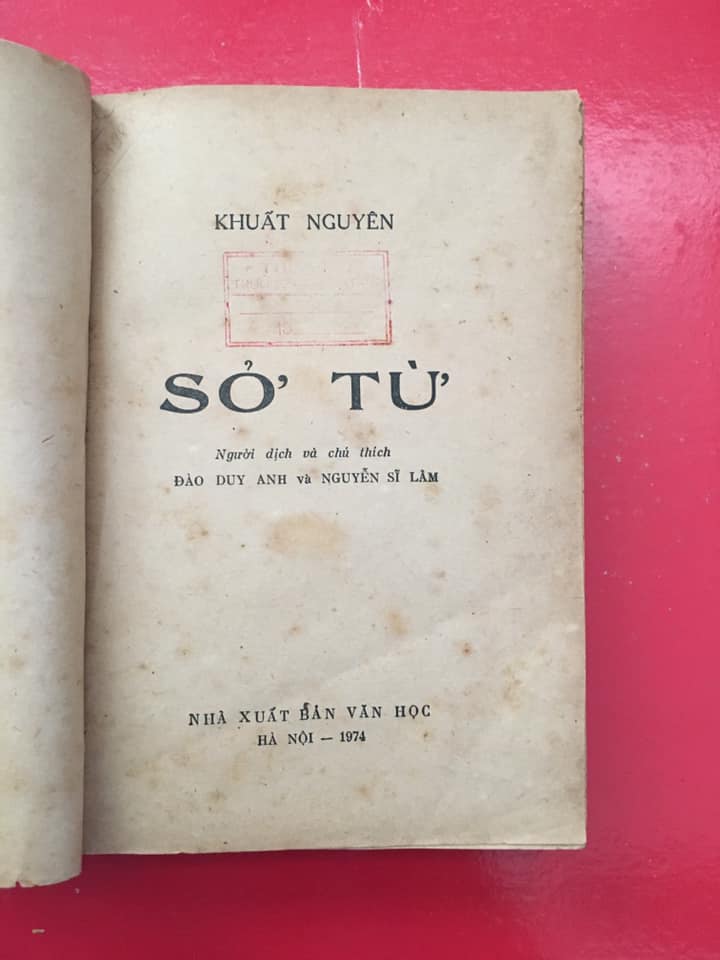 KHUẤT NGUYÊN
SỞ TỪ
Người dịch và chú thích
ĐÀO DUY ANH và NGUYỄN SĨ LÂM
NHÀ XUẤT BẢN VĂN HỌC
HÀ NỘI — 1974